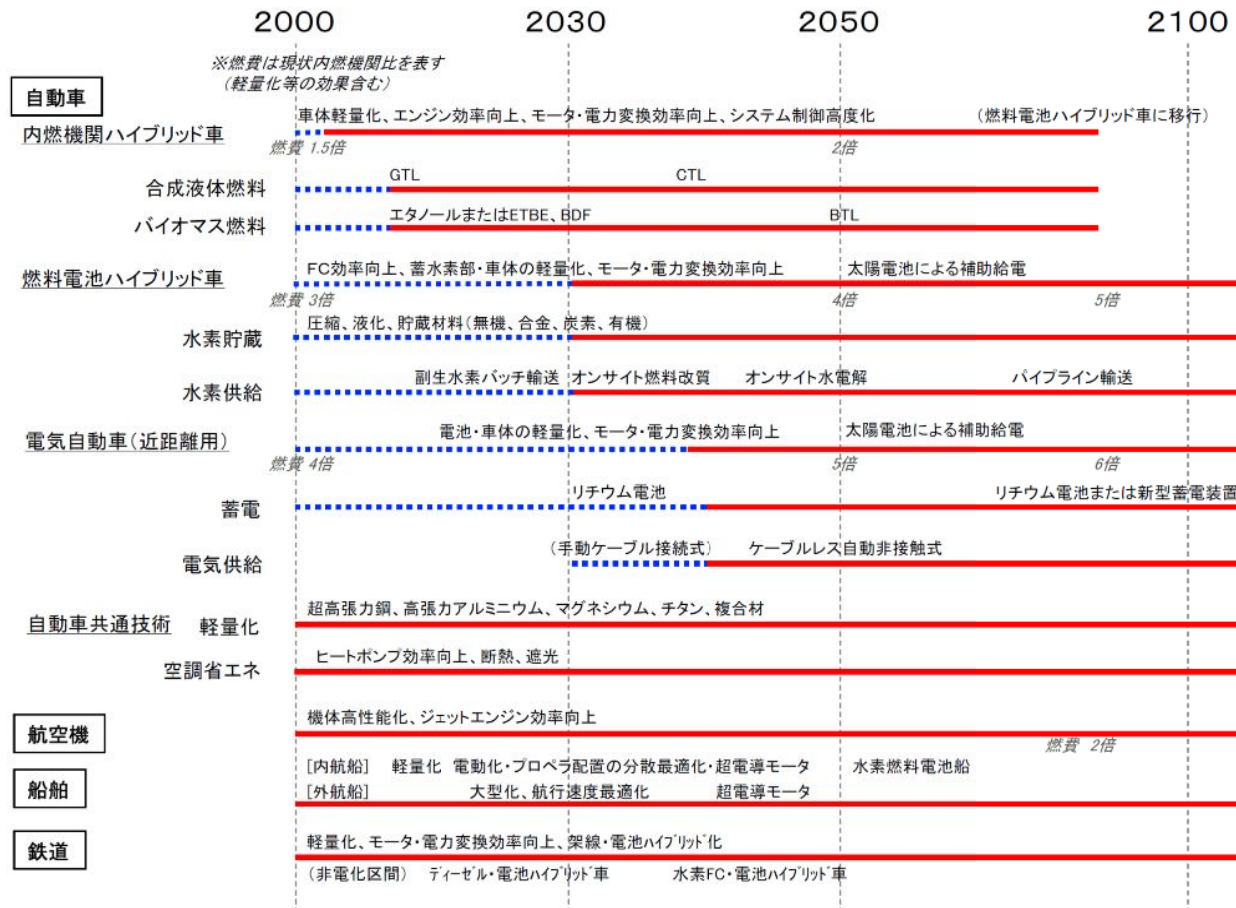 2000 2030 2050 2100
※燃費は現状内燃機関比を表す
(軽量化等の効果含む)
自動車
車体軽量化、エンジン効率向上、モータ・電力変換効率向上、システム制御高度化 (燃料電池ハイブリッド車に移行)
内燃機関ハイブリッド車
燃費 1.5倍 2倍
GTL CTL
合成液体燃料
エタノールまたはETBE、BDF BTL
バイオマス燃料
FC効率向上、蓄水素部・車体の軽量化、モータ・電力変換効率向上 太陽電池による補助給電
燃料電池ハイブリッド車
燃費 3倍 4倍 5倍
圧縮、液化、貯蔵材料(無機、合金、炭素、有機)
水素貯蔵
副生水素バッチ輸送 オンサイト燃料改質 オンサイト水電解 パイプライン輸送
水素供給
電池・車体の軽量化、モータ・電力変換効率向上 太陽電池による補助給電
電気自動車(近距離用)
燃費 4倍 5倍 6倍
リチウム電池 リチウム電池または新型蓄電装置
蓄電
(手動ケーブル接続式) ケーブルレス自動非接触式
電気供給
超高張力鋼、高張力アルミニウム、マグネシウム、チタン、複合材
自動車共通技術 軽量化
ヒートポンプ効率向上、断熱、遮光
空調省エネ
機体高性能化、ジェットエンジン効率向上
航空機
燃費 2倍
[内航船] 軽量化 電動化・プロペラ配置の分散最適化・超電導モータ 水素燃料電池船
船舶
[外航船] 大型化、航行速度最適化 超電導モータ
軽量化、モータ・電力変換効率向上、架線・電池ハイブリッド化
鉄道
(非電化区間) ディーゼル・電池ハイブリッド車 水素FC・電池ハイブリッド車